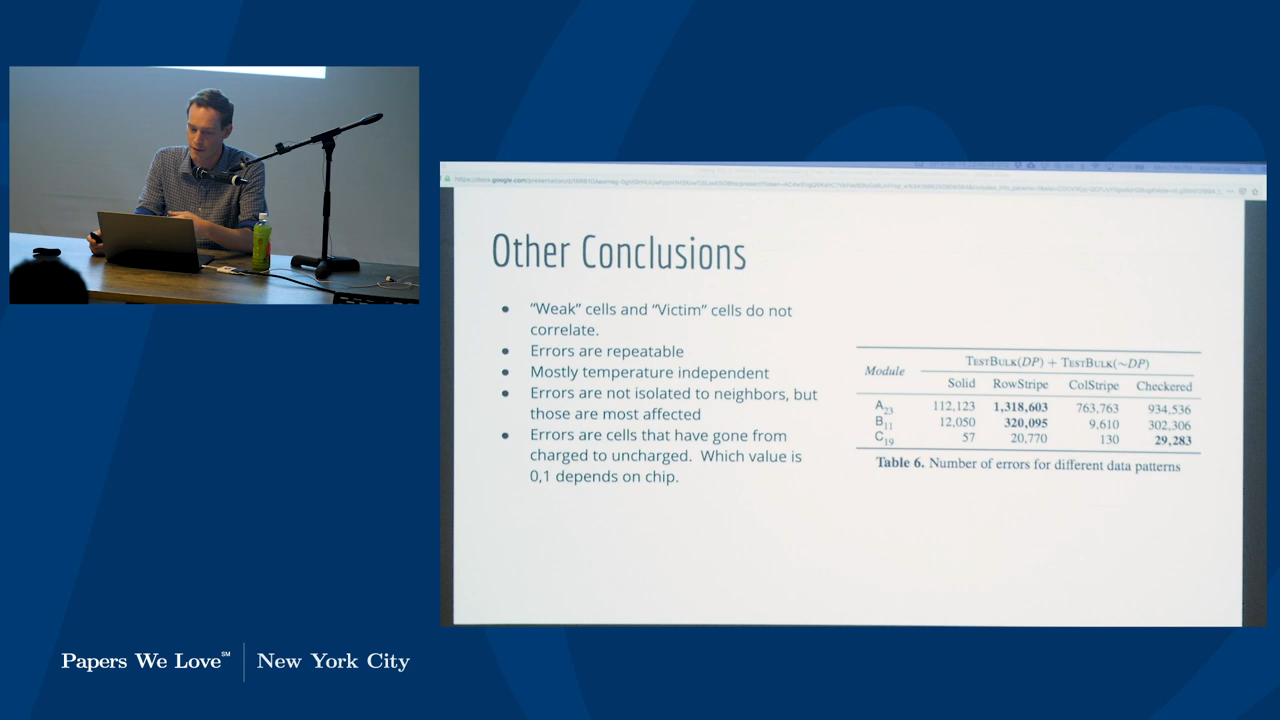 Other Conclusions
● "Weak" cells and "Victim" cells do not
correlate.
● Errors are repeatable
● Mostly temperature independent
● Errors are not isolated to neighbors, but
those are most affected
● Errors are cells that have gone from
charged to uncharged. Which value is
0,1 depends on chip.
Module TESTBULK(DP) + TESTBULK(~DP)
Solid RowStripe ColStripe Checkered
A23 112,123 1,318,603 763,763 934,536
B11 12,050 320,095 9,610 302,306
C19 57 20,770 130 29,283
Table 6. Number of errors for different data patterns
Papers We Love℠ | New York City